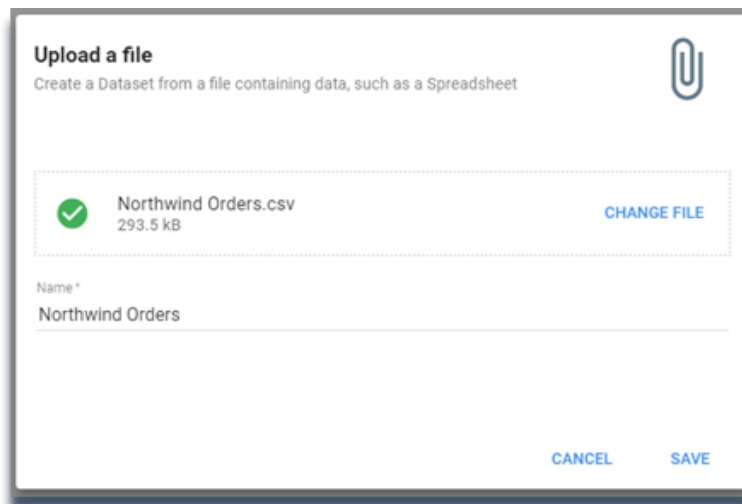 Upload a file
Create a Dataset from a file containing data, such as a Spreadsheet
Northwind Orders.csv
293.5 kB
CHANGE FILE
Name *
Northwind Orders
CANCEL SAVE